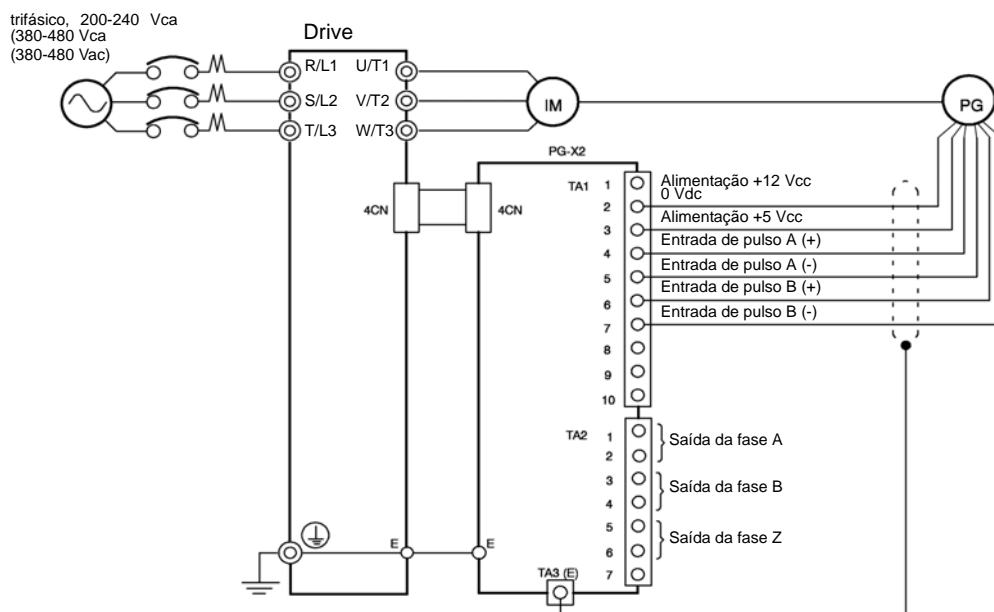 trifásico, 200-240 Vca
(380-480 Vca
(380-480 Vac)
Drive
R/L1 U/T1
S/L2 V/T2
T/L3 W/T3
IM
PG
PG-X2
4CN
4CN
TA1
1 Alimentação +12 Vcc
2 0 Vdc
3 Alimentação +5 Vcc
4 Entrada de pulso A (+)
5 Entrada de pulso A (-)
6 Entrada de pulso B (+)
7 Entrada de pulso B (-)
8
9
10
TA2
1 Saída da fase A
2
3 Saída da fase B
4
5 Saída da fase Z
6
7
E
E
TA3 (E)